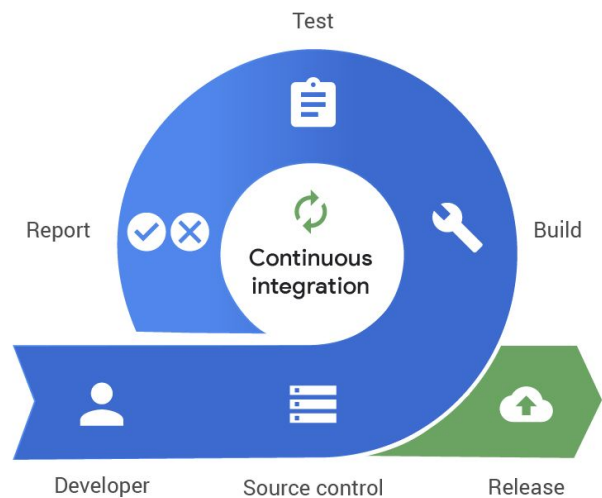 Test
Report
Continuous
integration
Build
Developer
Source control
Release